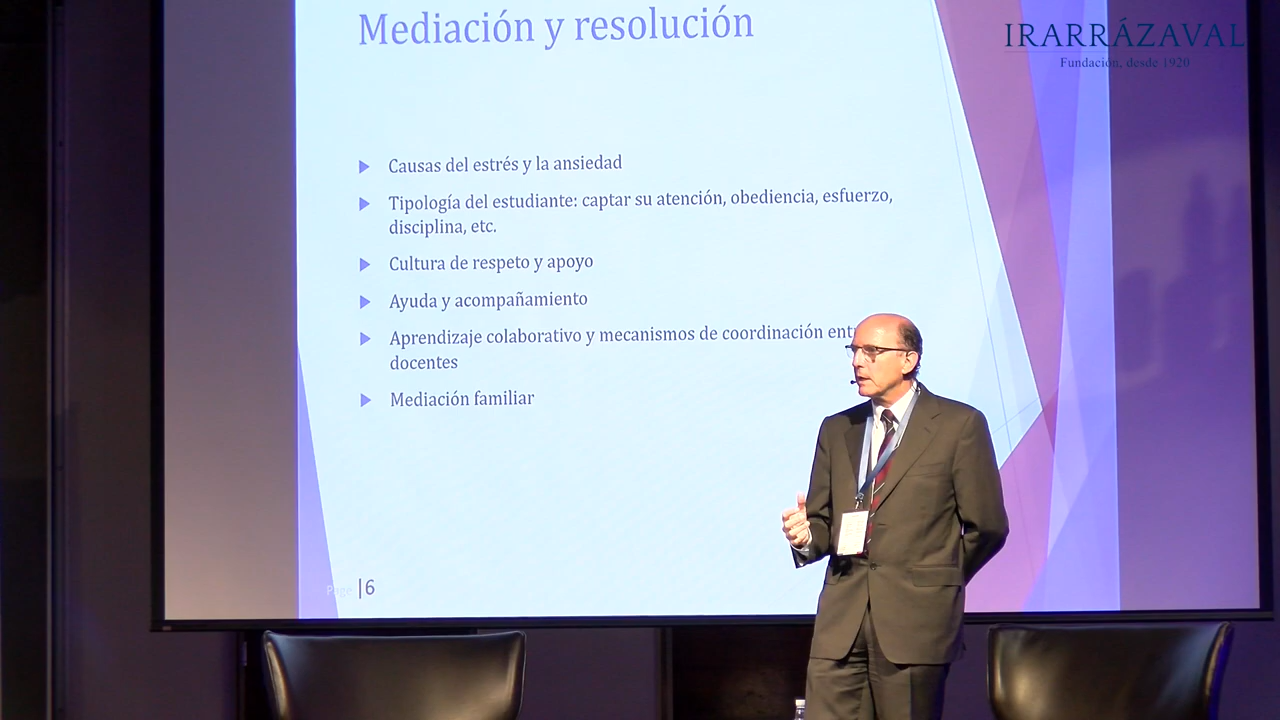 Mediación y resolución
IRARRÁZAVAL
Fundación, desde 1920
Causas del estrés y la ansiedad
Tipología del estudiante: captar su atención, obediencia, esfuerzo,
disciplina, etc.
Cultura de respeto y apoyo
Ayuda y acompañamiento
Aprendizaje colaborativo y mecanismos de coordinación
docentes
Mediación familiar
Page |6